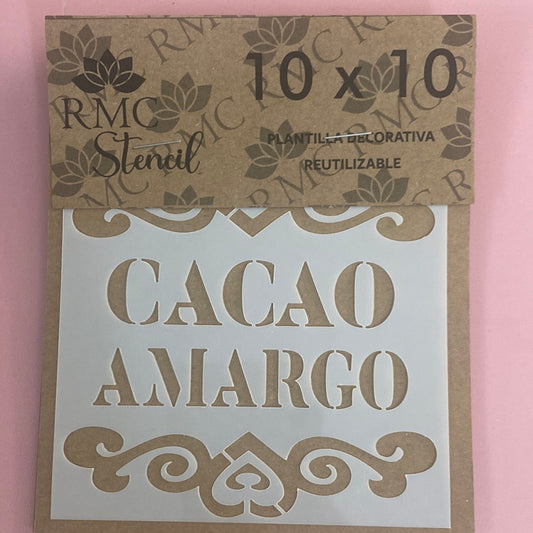 RMC
Stencil
10 x 10
PLANTILLA DECORATIVA
REUTILIZABLE
CACAO
AMARGO